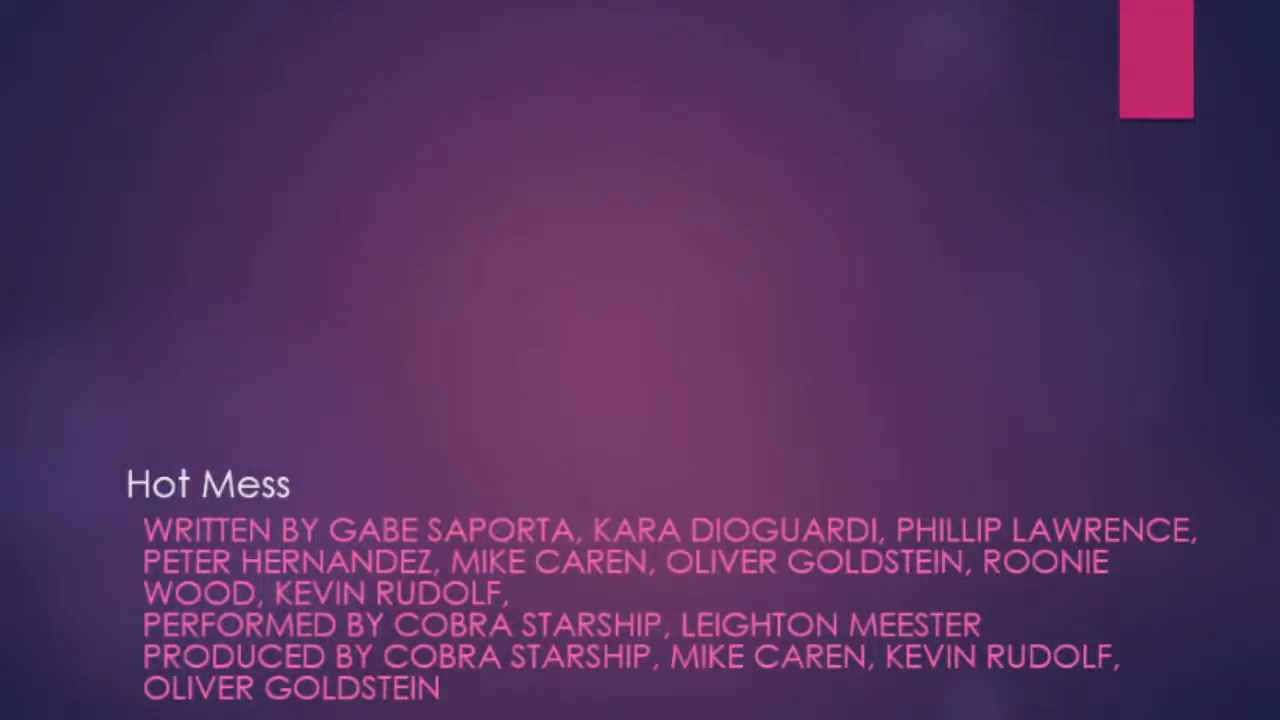 Hot Mess
WRITTEN BY GABE SAPORTA, KARA DIOGUARDI, PHILLIP LAWRENCE,
PETER HERNANDEZ, MIKE CAREN, OLIVER GOLDSTEIN, ROONIE
WOOD, KEVIN RUDOLF,
PERFORMED BY COBRA STARSHIP, LEIGHTON MEESTER
PRODUCED BY COBRA STARSHIP, MIKE CAREN, KEVIN RUDOLF,
OLIVER GOLDSTEIN